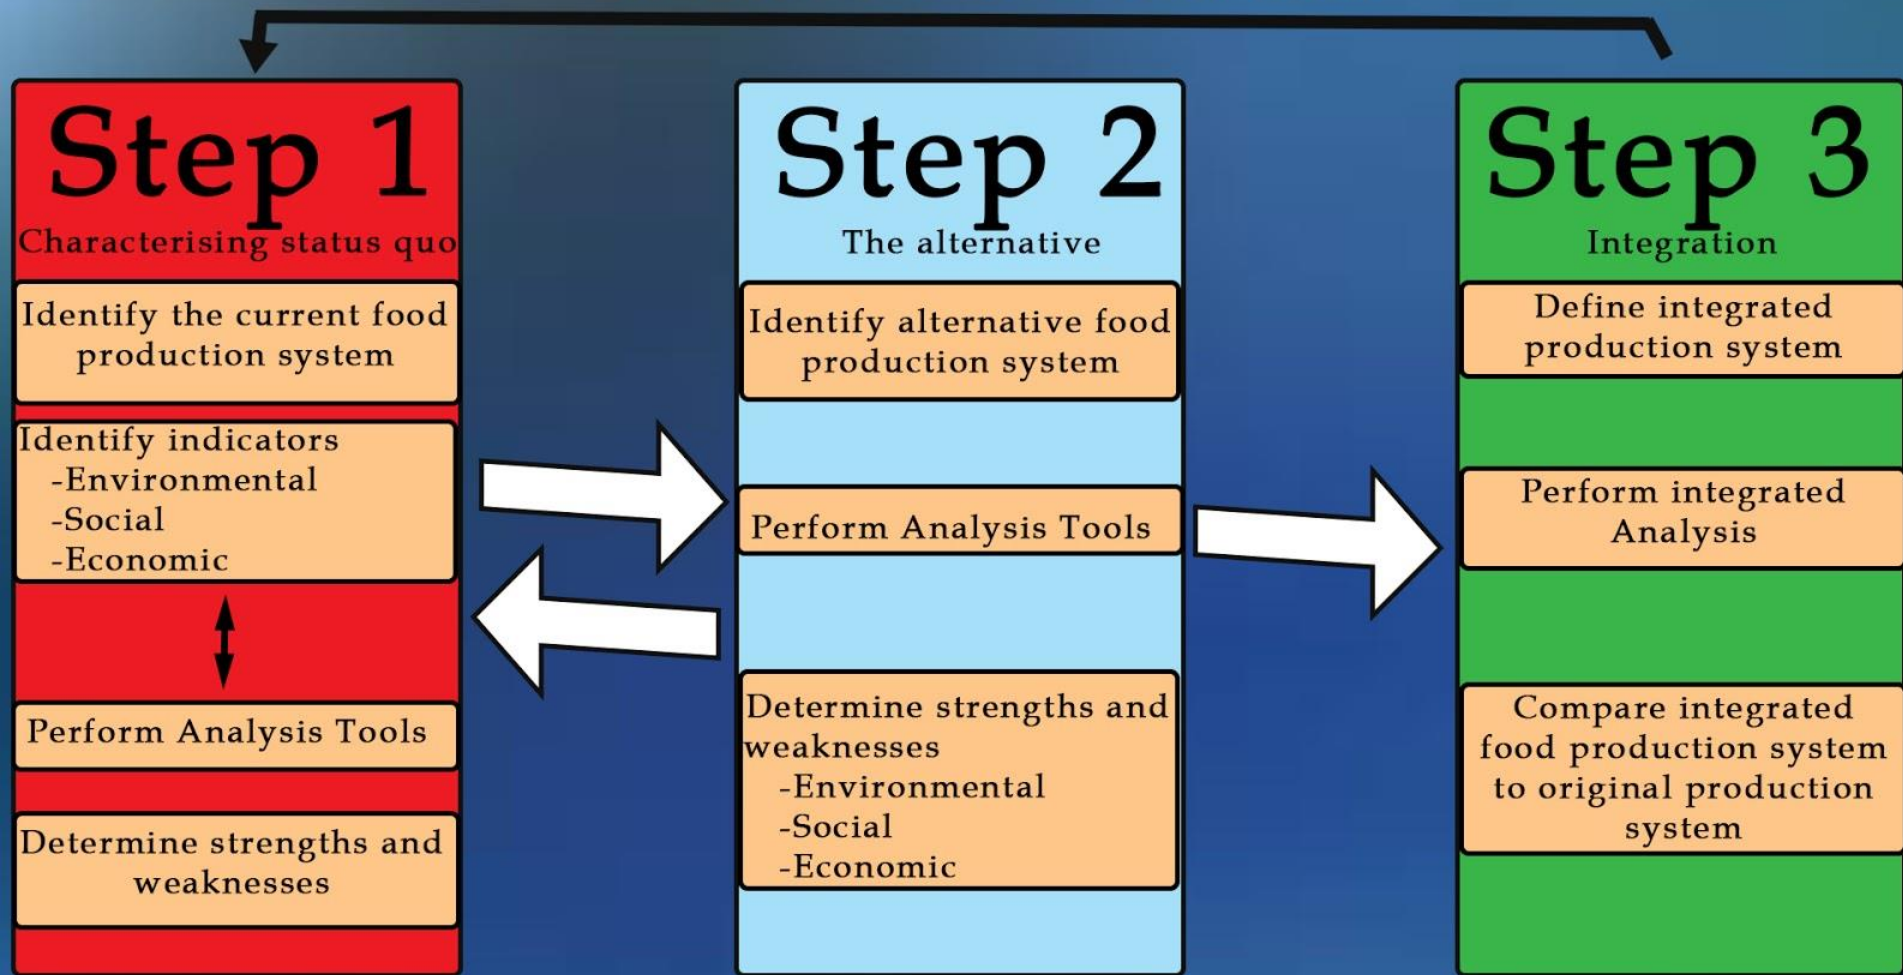 Step 1
Characterising status quo
Identify the current food
production system
Identify indicators
-Environmental
-Social
-Economic
Perform Analysis Tools
Determine strengths and
weaknesses
Step 2
The alternative
Identify alternative food
production system
Perform Analysis Tools
Determine strengths and
weaknesses
-Environmental
-Social
-Economic
Step 3
Integration
Define integrated
production system
Perform integrated
Analysis
Compare integrated
food production system
to original production
system